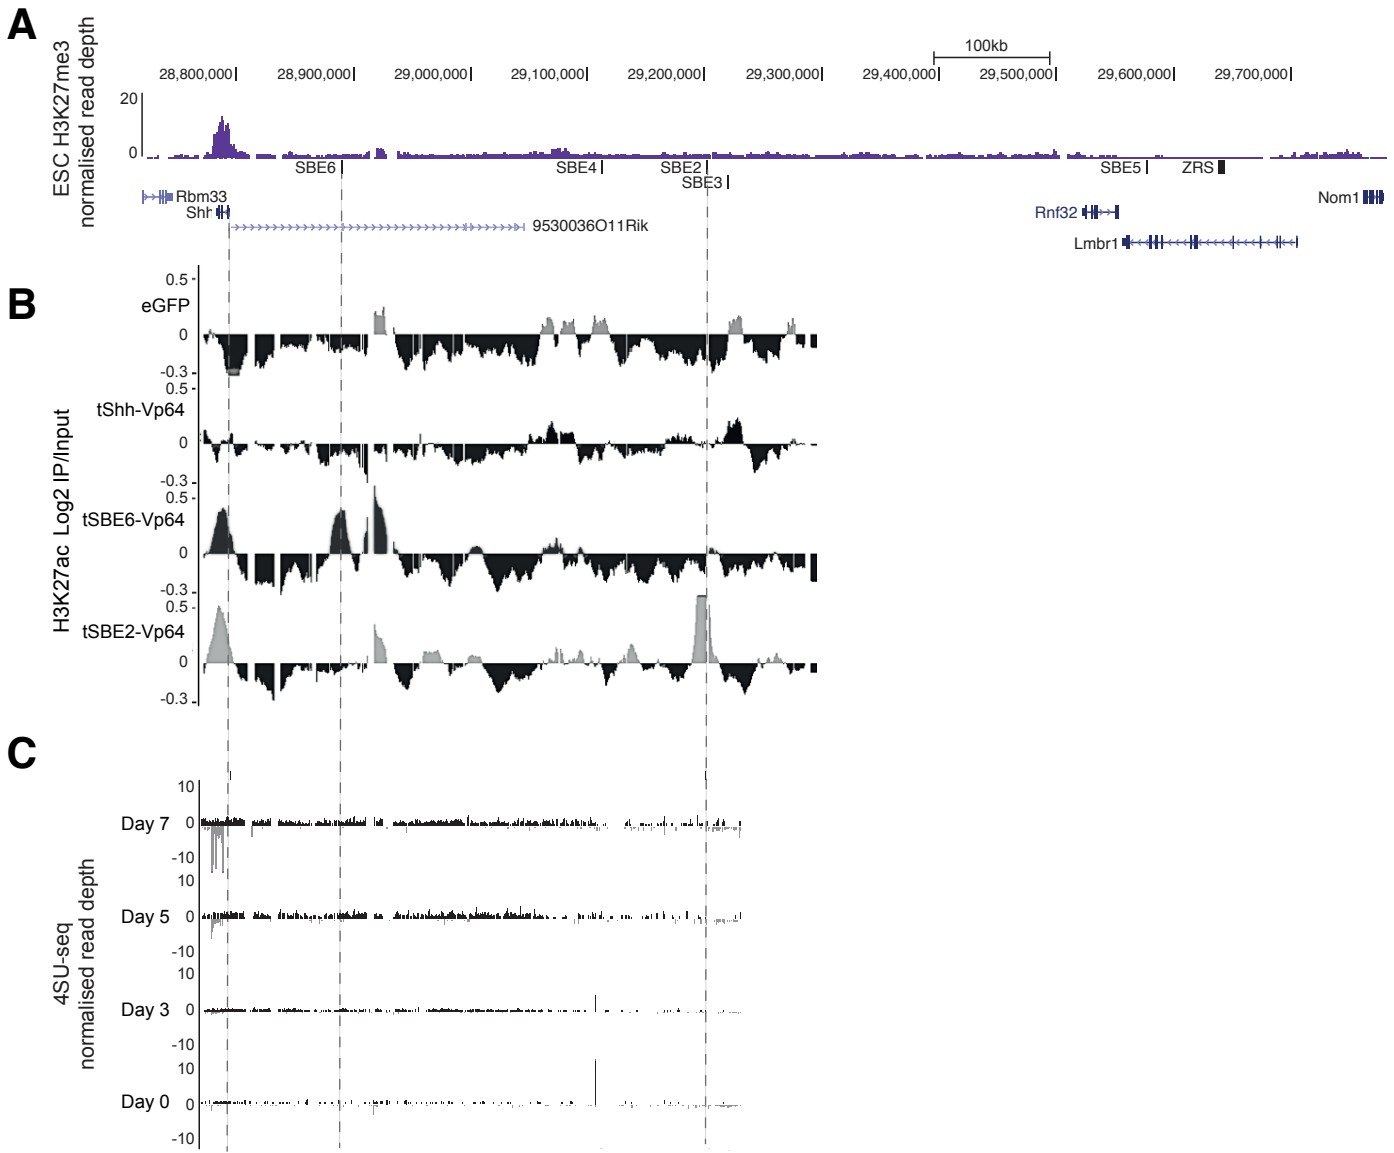 A
ESC H3K27me3
normalised read depth
100kb
28,800,000 28,900,000 29,000,000 29,100,000 29,200,000 29,300,000 29,400,000 29,500,000 29,600,000 29,700,000
20
0
SBE6 SBE4 SBE2 SBE5 ZRS
SBE3
Rbm33 Nom1
Shh Rnf32
9530036O11Rik
Lmbr1
B
H3K27ac Log2 IP/Input
0.5
eGFP
0
-0.3
0.5
tShh-Vp64
0
-0.3
0.5
tSBE6-Vp64
0
-0.3
0.5
tSBE2-Vp64
0
-0.3
C
4SU-seq
normalised read depth
10
Day 7 0
-10
10
Day 5 0
-10
10
Day 3 0
-10
10
Day 0 0
-10